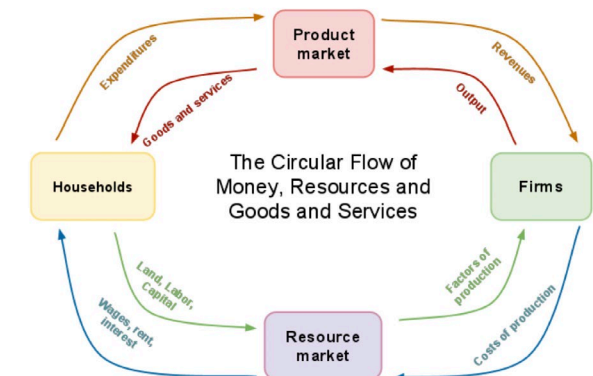 Product
market
Expenditures
Revenues
Goods and services
Output
Households
The Circular Flow of
Money, Resources and
Goods and Services
Firms
Land, Labor,
Capital
Factors of
production
Wages, rent,
interest
Costs of production
Resource
market